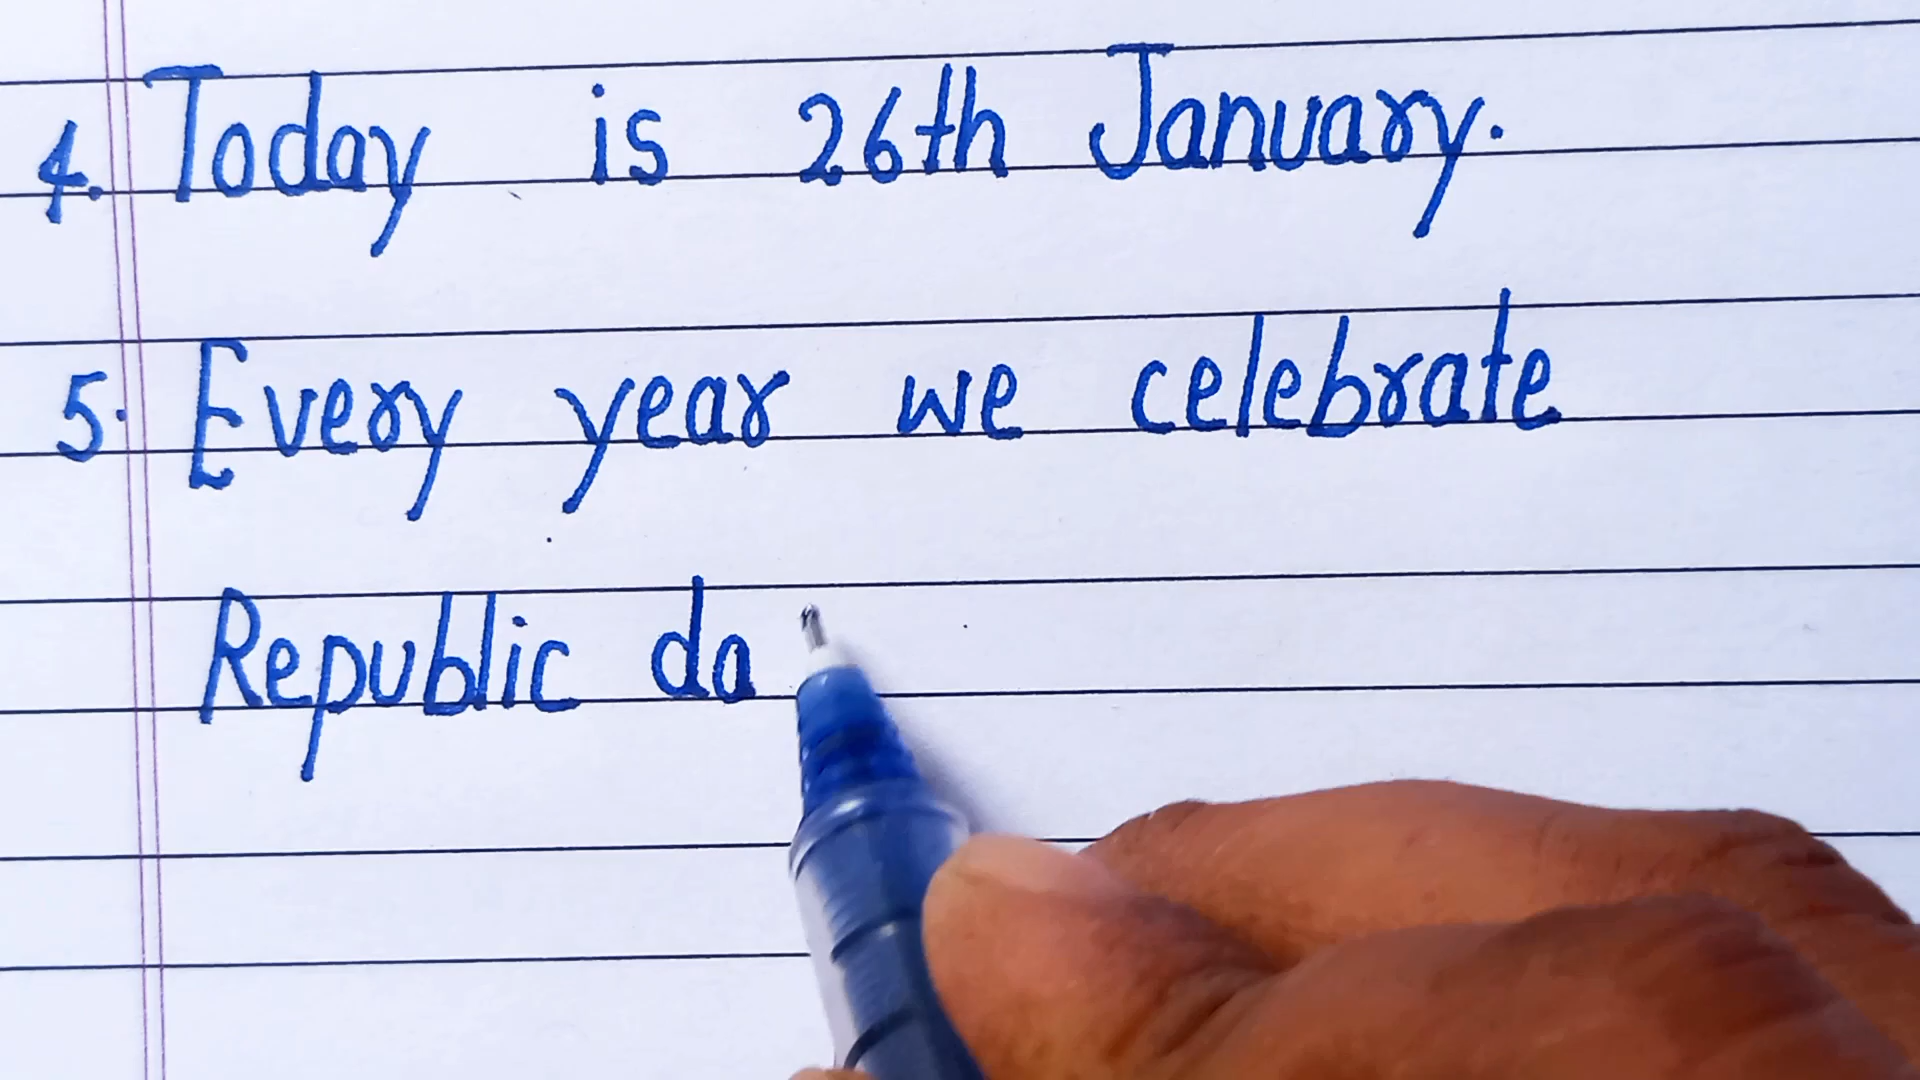 4. Today is 26th January.
5. Every year we celebrate
Republic da